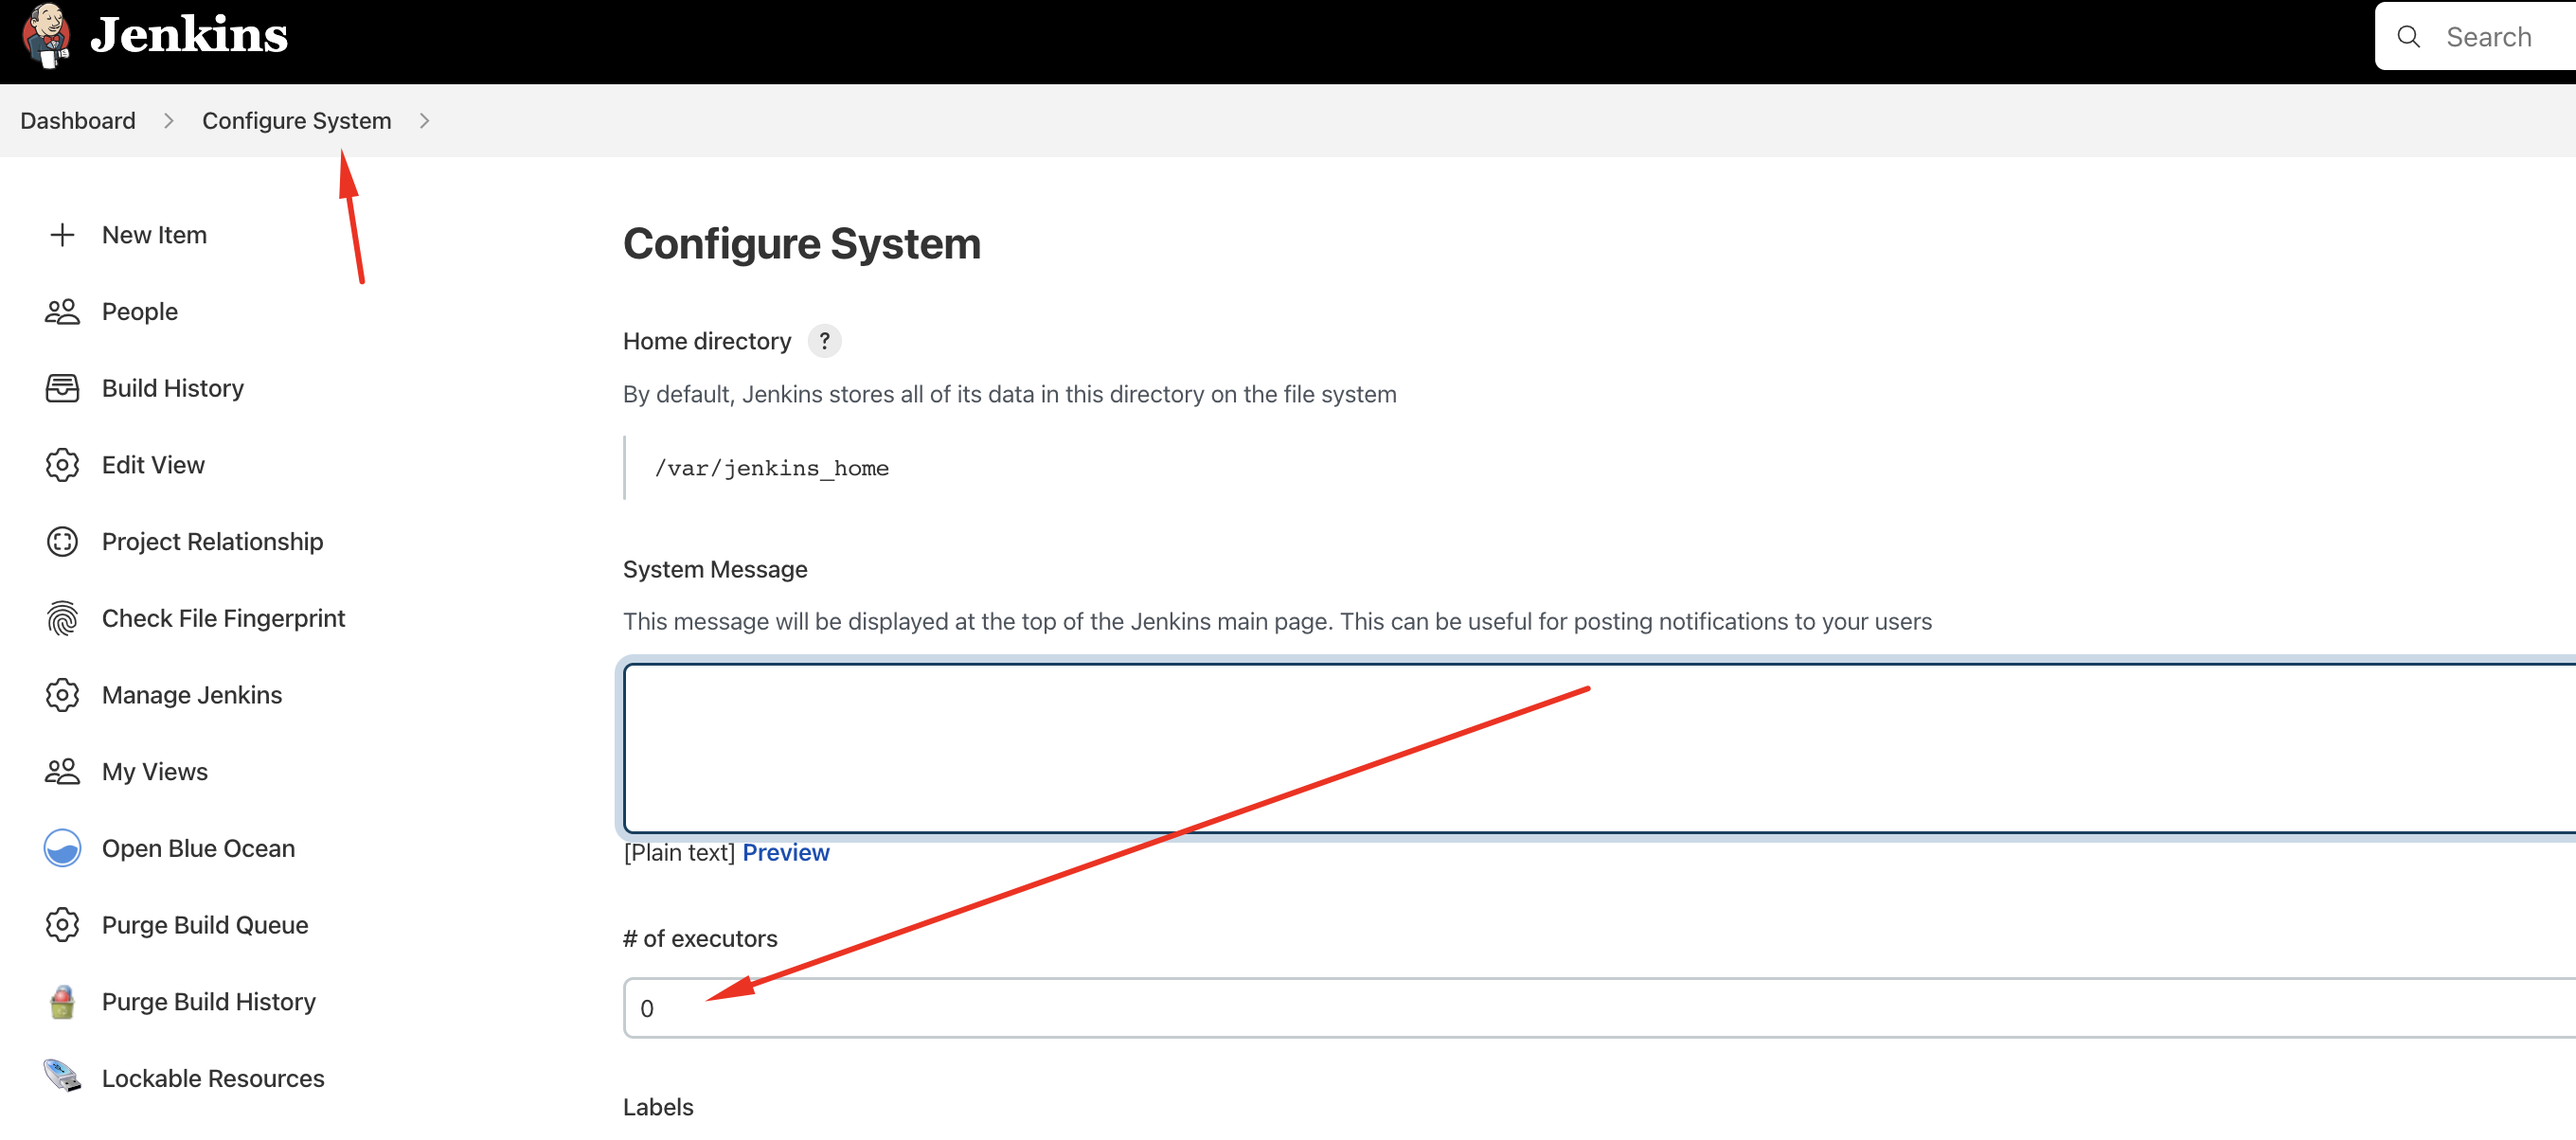 Jenkins
Search
Dashboard
Configure System
New Item
People
Build History
Edit View
Project Relationship
Check File Fingerprint
Manage Jenkins
My Views
Open Blue Ocean
Purge Build Queue
Purge Build History
Lockable Resources
Configure System
Home directory ?
By default, Jenkins stores all of its data in this directory on the file system
/var/jenkins_home
System Message
This message will be displayed at the top of the Jenkins main page. This can be useful for posting notifications to your users
[Plain text] Preview
# of executors
0
Labels